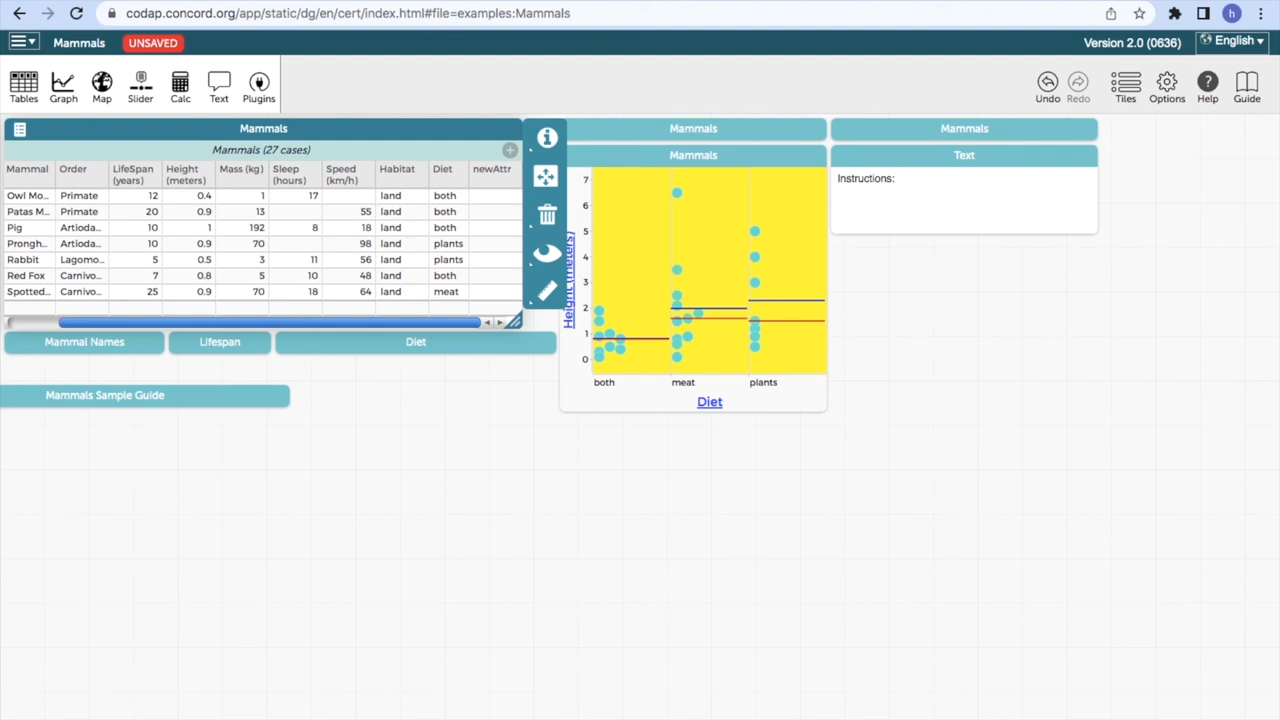 codap.concord.org/app/static/dg/en/cert/index.html#file=examples:Mammals
h
Mammals UNSAVED Version 2.0 (0636) English
Tables Graph Map Slider Calc Text Plugins Undo Redo Tiles Options Help Guide
Mammals
Mammals (27 cases)
Mammal Order LifeSpan (years) Height (meters) Mass (kg) Sleep (hours) Speed (km/h) Habitat Diet newAttr
Owl Mo... Primate 12 0.4 1 17 land both
Patas M... Primate 20 0.9 13 55 land both
Pig Artioda... 10 1 192 8 18 land both
Prongh... Artioda... 10 0.9 70 98 land plants
Rabbit Lagomo... 5 0.5 3 11 56 land plants
Red Fox Carnivo... 7 0.8 5 10 48 land both
Spotted... Carnivo... 25 0.9 70 18 64 land meat
Mammal Names Lifespan Diet
Mammals Sample Guide
Mammals
Mammals
Height (meters)
7
6
5
4
3
2
1
0
both meat plants
Diet
Mammals
Text
Instructions: